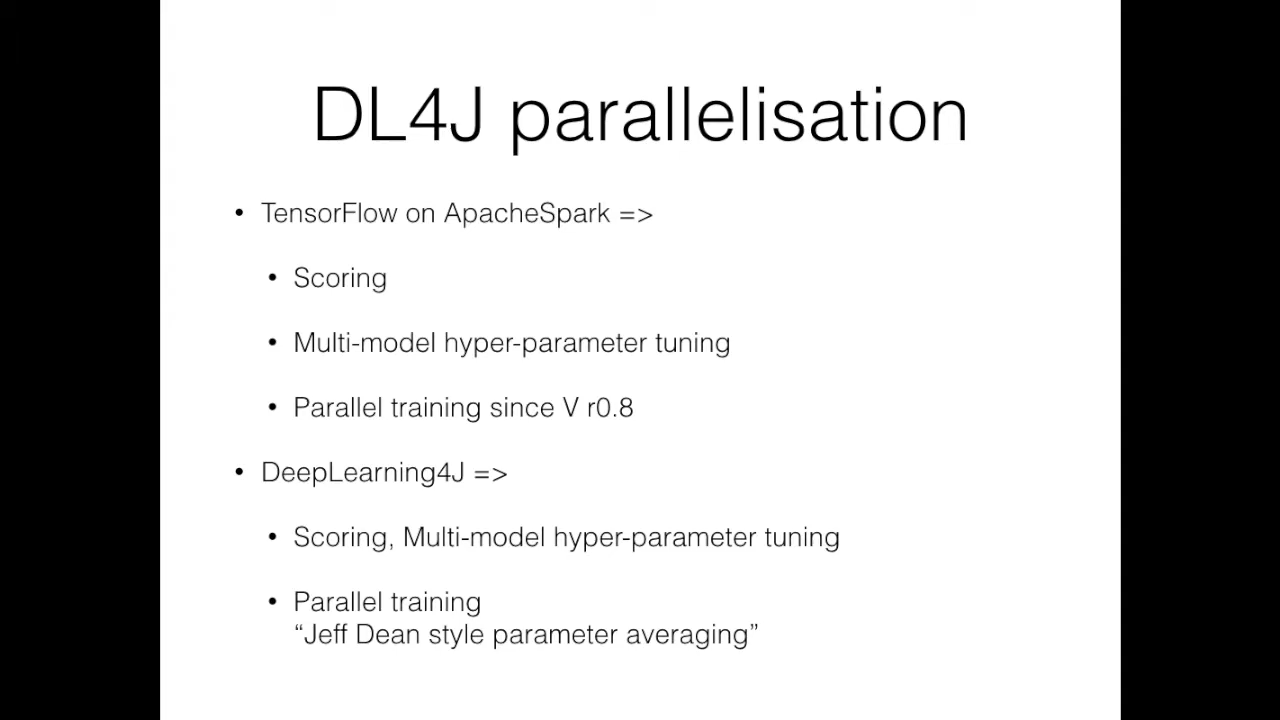 DL4J parallelisation
• TensorFlow on ApacheSpark =>
• Scoring
• Multi-model hyper-parameter tuning
• Parallel training since V r0.8
• DeepLearning4J =>
• Scoring, Multi-model hyper-parameter tuning
• Parallel training
“Jeff Dean style parameter averaging”